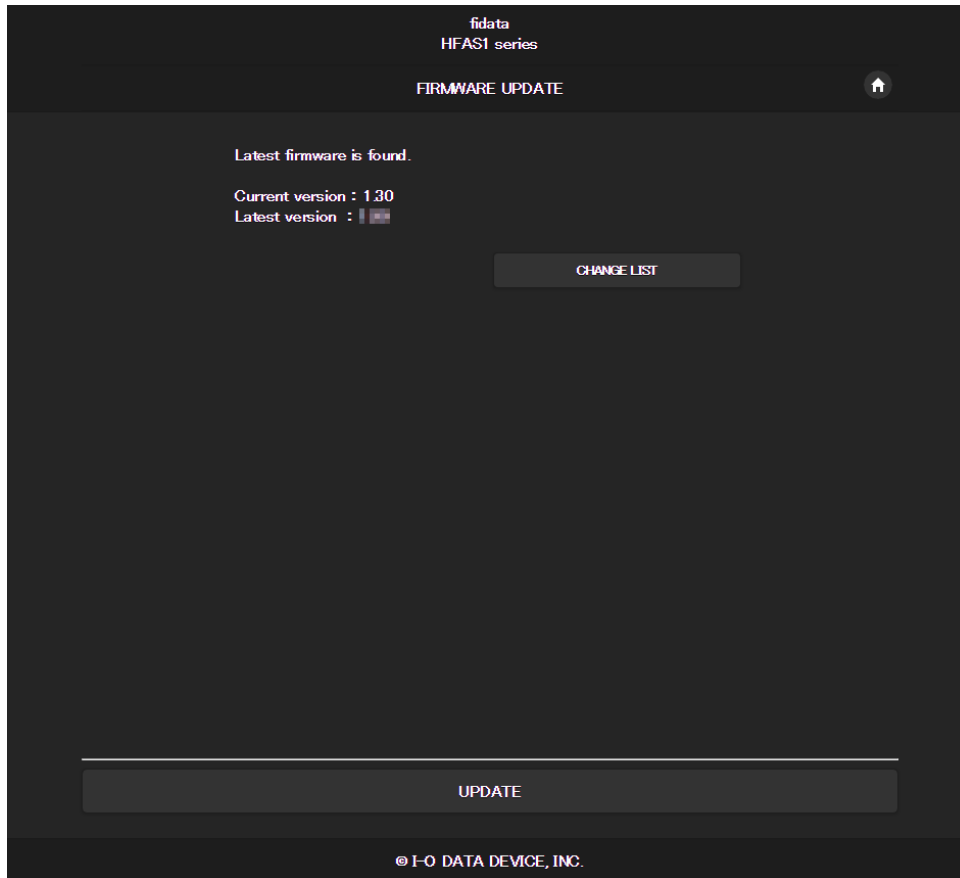 fidata
HFAS1 series
FIRMWARE UPDATE
Latest firmware is found.
Current version : 1.30
Latest version :
CHANGE LIST
UPDATE
© I-O DATA DEVICE, INC.